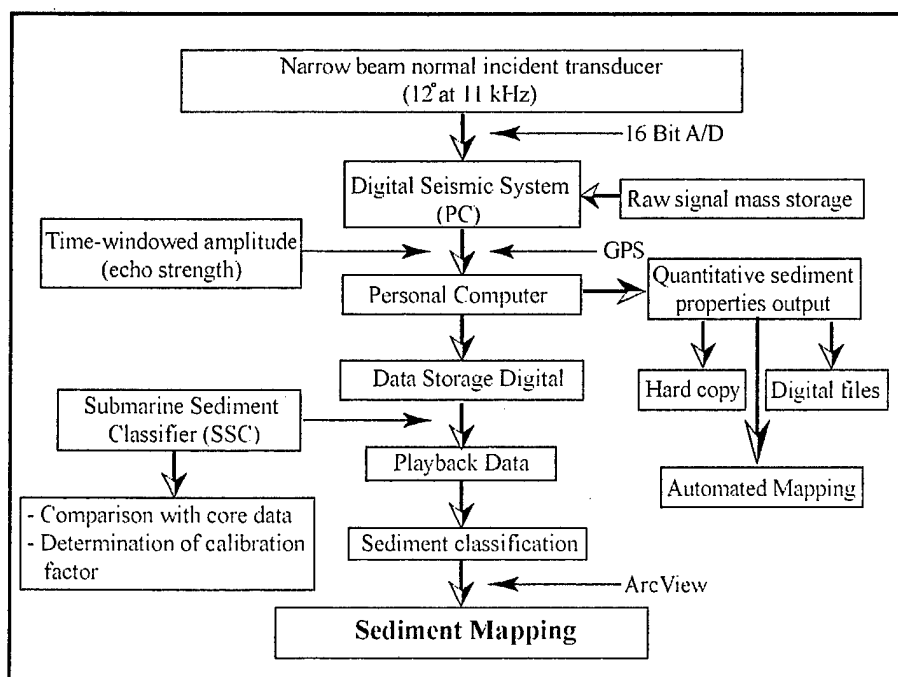 Narrow beam normal incident transducer
(12° at 11 kHz)
16 Bit A/D
Digital Seismic System
(PC)
Raw signal mass storage
Time-windowed amplitude
(echo strength)
GPS
Personal Computer
Quantitative sediment
properties output
Data Storage Digital
Hard copy
Digital files
Submarine Sediment
Classifier (SSC)
Playback Data
Automated Mapping
- Comparison with core data
- Determination of calibration
factor
Sediment classification
ArcView
Sediment Mapping